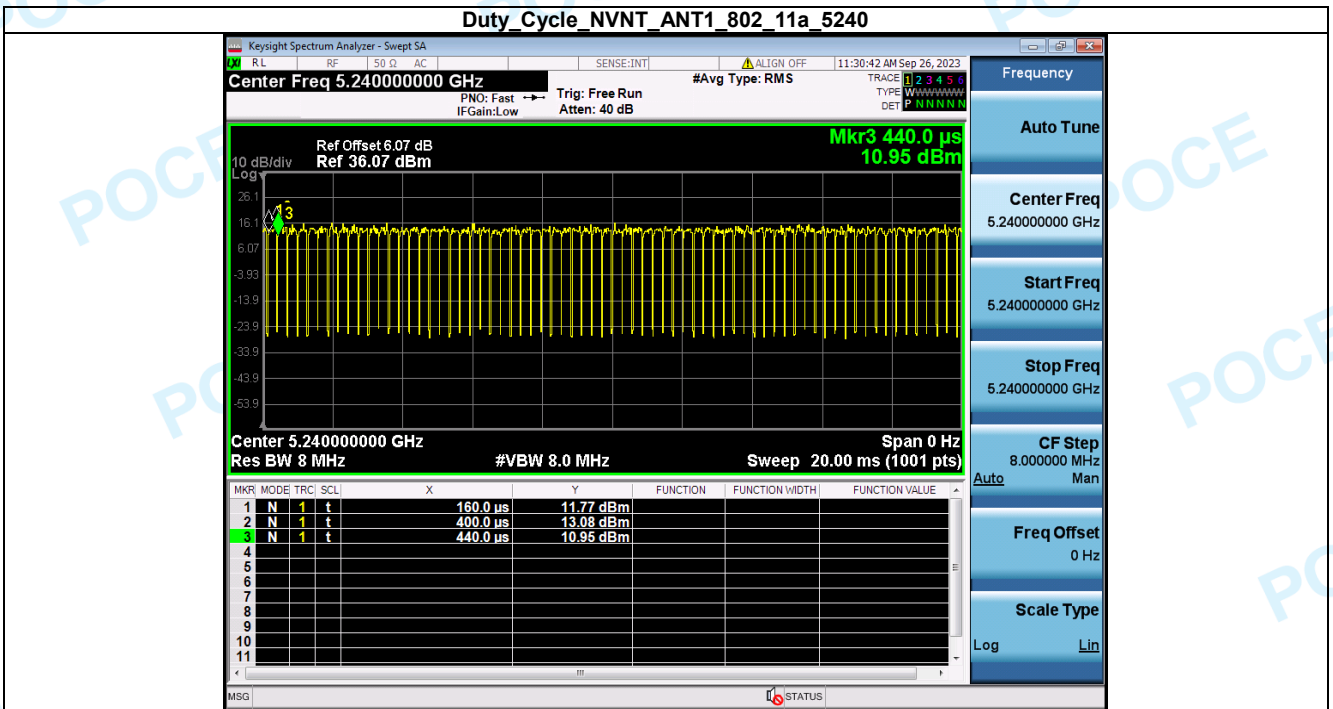 Duty_Cycle_NVNT_ANT1_802_11a_5240
Keysight Spectrum Analyzer - Swept SA
LXI RL RF 50 Ω AC SENSE:INT ALIGN OFF 11:30:42 AM Sep 26, 2023
Center Freq 5.240000000 GHz #Avg Type: RMS TRACE 1 2 3 4 5 6
PNO: Fast Trig: Free Run TYPE WWWWWW
IFGain:Low Atten: 40 dB DET P N N N N N
Frequency
Auto Tune
Center Freq
5.240000000 GHz
Start Freq
5.240000000 GHz
Stop Freq
5.240000000 GHz
CF Step
8.000000 MHz
Auto Man
Freq Offset
0 Hz
Scale Type
Log Lin
Mkr3 440.0 µs
10.95 dBm
Ref Offset 6.07 dB
10 dB/div Ref 36.07 dBm
Log
26.1
16.1
6.07
-3.93
-13.9
-23.9
-33.9
-43.9
-53.9
1 3
Center 5.240000000 GHz Span 0 Hz
Res BW 8 MHz #VBW 8.0 MHz Sweep 20.00 ms (1001 pts)
MKR MODE TRC SCL X Y FUNCTION FUNCTION WIDTH FUNCTION VALUE
1 N 1 t 160.0 µs 11.77 dBm
2 N 1 t 400.0 µs 13.08 dBm
3 N 1 t 440.0 µs 10.95 dBm
4
5
6
7
8
9
10
11
MSG STATUS
POCE
POCE
POCE
POCE